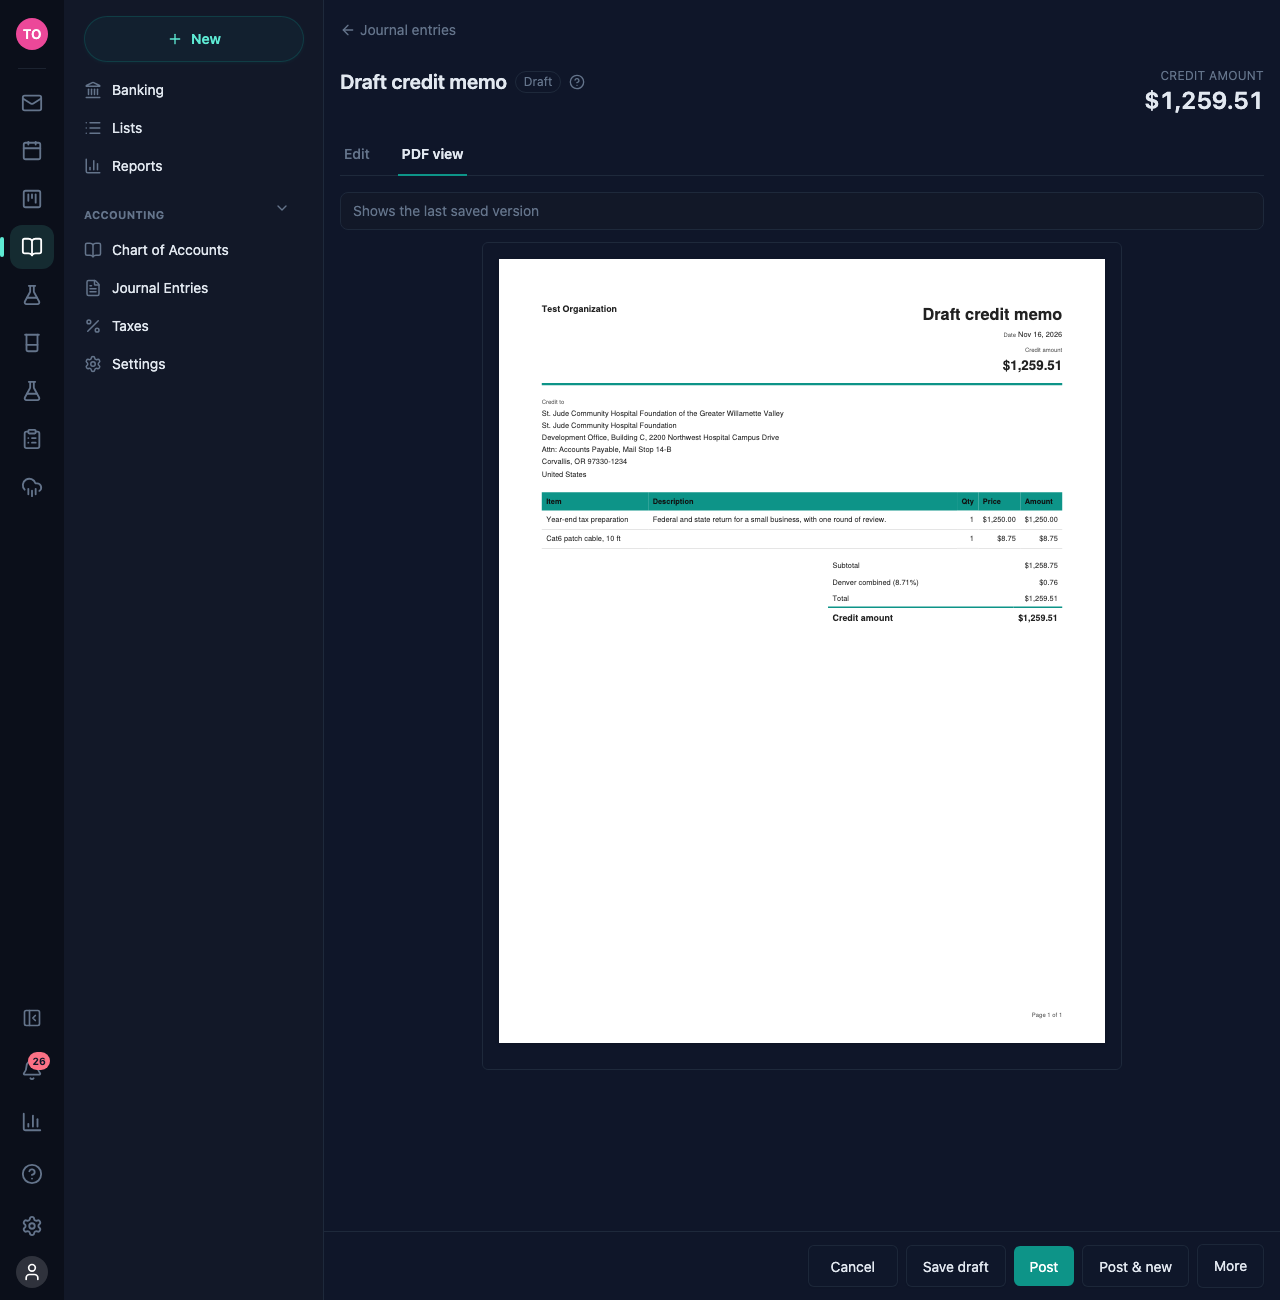 TO
New
Banking
Lists
Reports
ACCOUNTING
Chart of Accounts
Journal Entries
Taxes
Settings
26
Journal entries
Draft credit memo Draft
CREDIT AMOUNT
$1,259.51
Edit PDF view
Shows the last saved version
Test Organization
Draft credit memo
Date Nov 16, 2026
Credit amount
$1,259.51
Credit to
St. Jude Community Hospital Foundation of the Greater Willamette Valley
St. Jude Community Hospital Foundation
Development Office, Building C, 2200 Northwest Hospital Campus Drive
Attn: Accounts Payable, Mail Stop 14-B
Corvallis, OR 97330-1234
United States
Item Description Qty Price Amount
Year-end tax preparation Federal and state return for a small business, with one round of review. 1 $1,250.00 $1,250.00
Cat6 patch cable, 10 ft 1 $8.75 $8.75
Subtotal $1,258.75
Denver combined (8.71%) $0.76
Total $1,259.51
Credit amount $1,259.51
Page 1 of 1
Cancel Save draft Post Post & new More